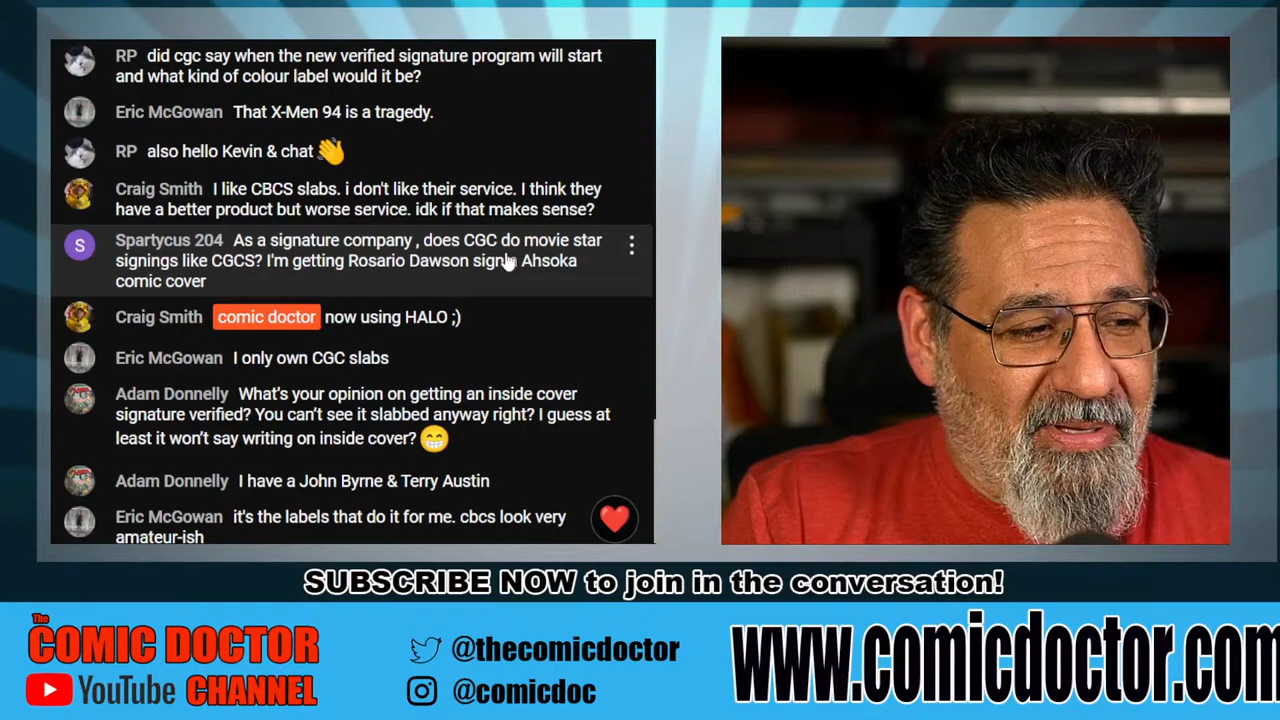 RP did cgc say when the new verified signature program will start
and what kind of colour label would it be?
Eric McGowan That X-Men 94 is a tragedy.
RP also hello Kevin & chat 👋
Craig Smith I like CBCS slabs. i don't like their service. I think they
have a better product but worse service. idk if that makes sense?
S
Spartycus 204 As a signature company , does CGC do movie star
signings like CGCS? I'm getting Rosario Dawson Ahsoka
comic cover
Craig Smith comic doctor now using HALO ;)
Eric McGowan I only own CGC slabs
Adam Donnelly What's your opinion on getting an inside cover
signature verified? You can't see it slabbed anyway right? I guess at
least it won't say writing on inside cover? 😁
Adam Donnelly I have a John Byrne & Terry Austin
Eric McGowan it's the labels that do it for me. cbcs look very
amateur-ish
SUBSCRIBE NOW to join in the conversation!
The
COMIC DOCTOR
YouTube CHANNEL
@thecomicdoctor
@comicdoc
www.comicdoctor.com